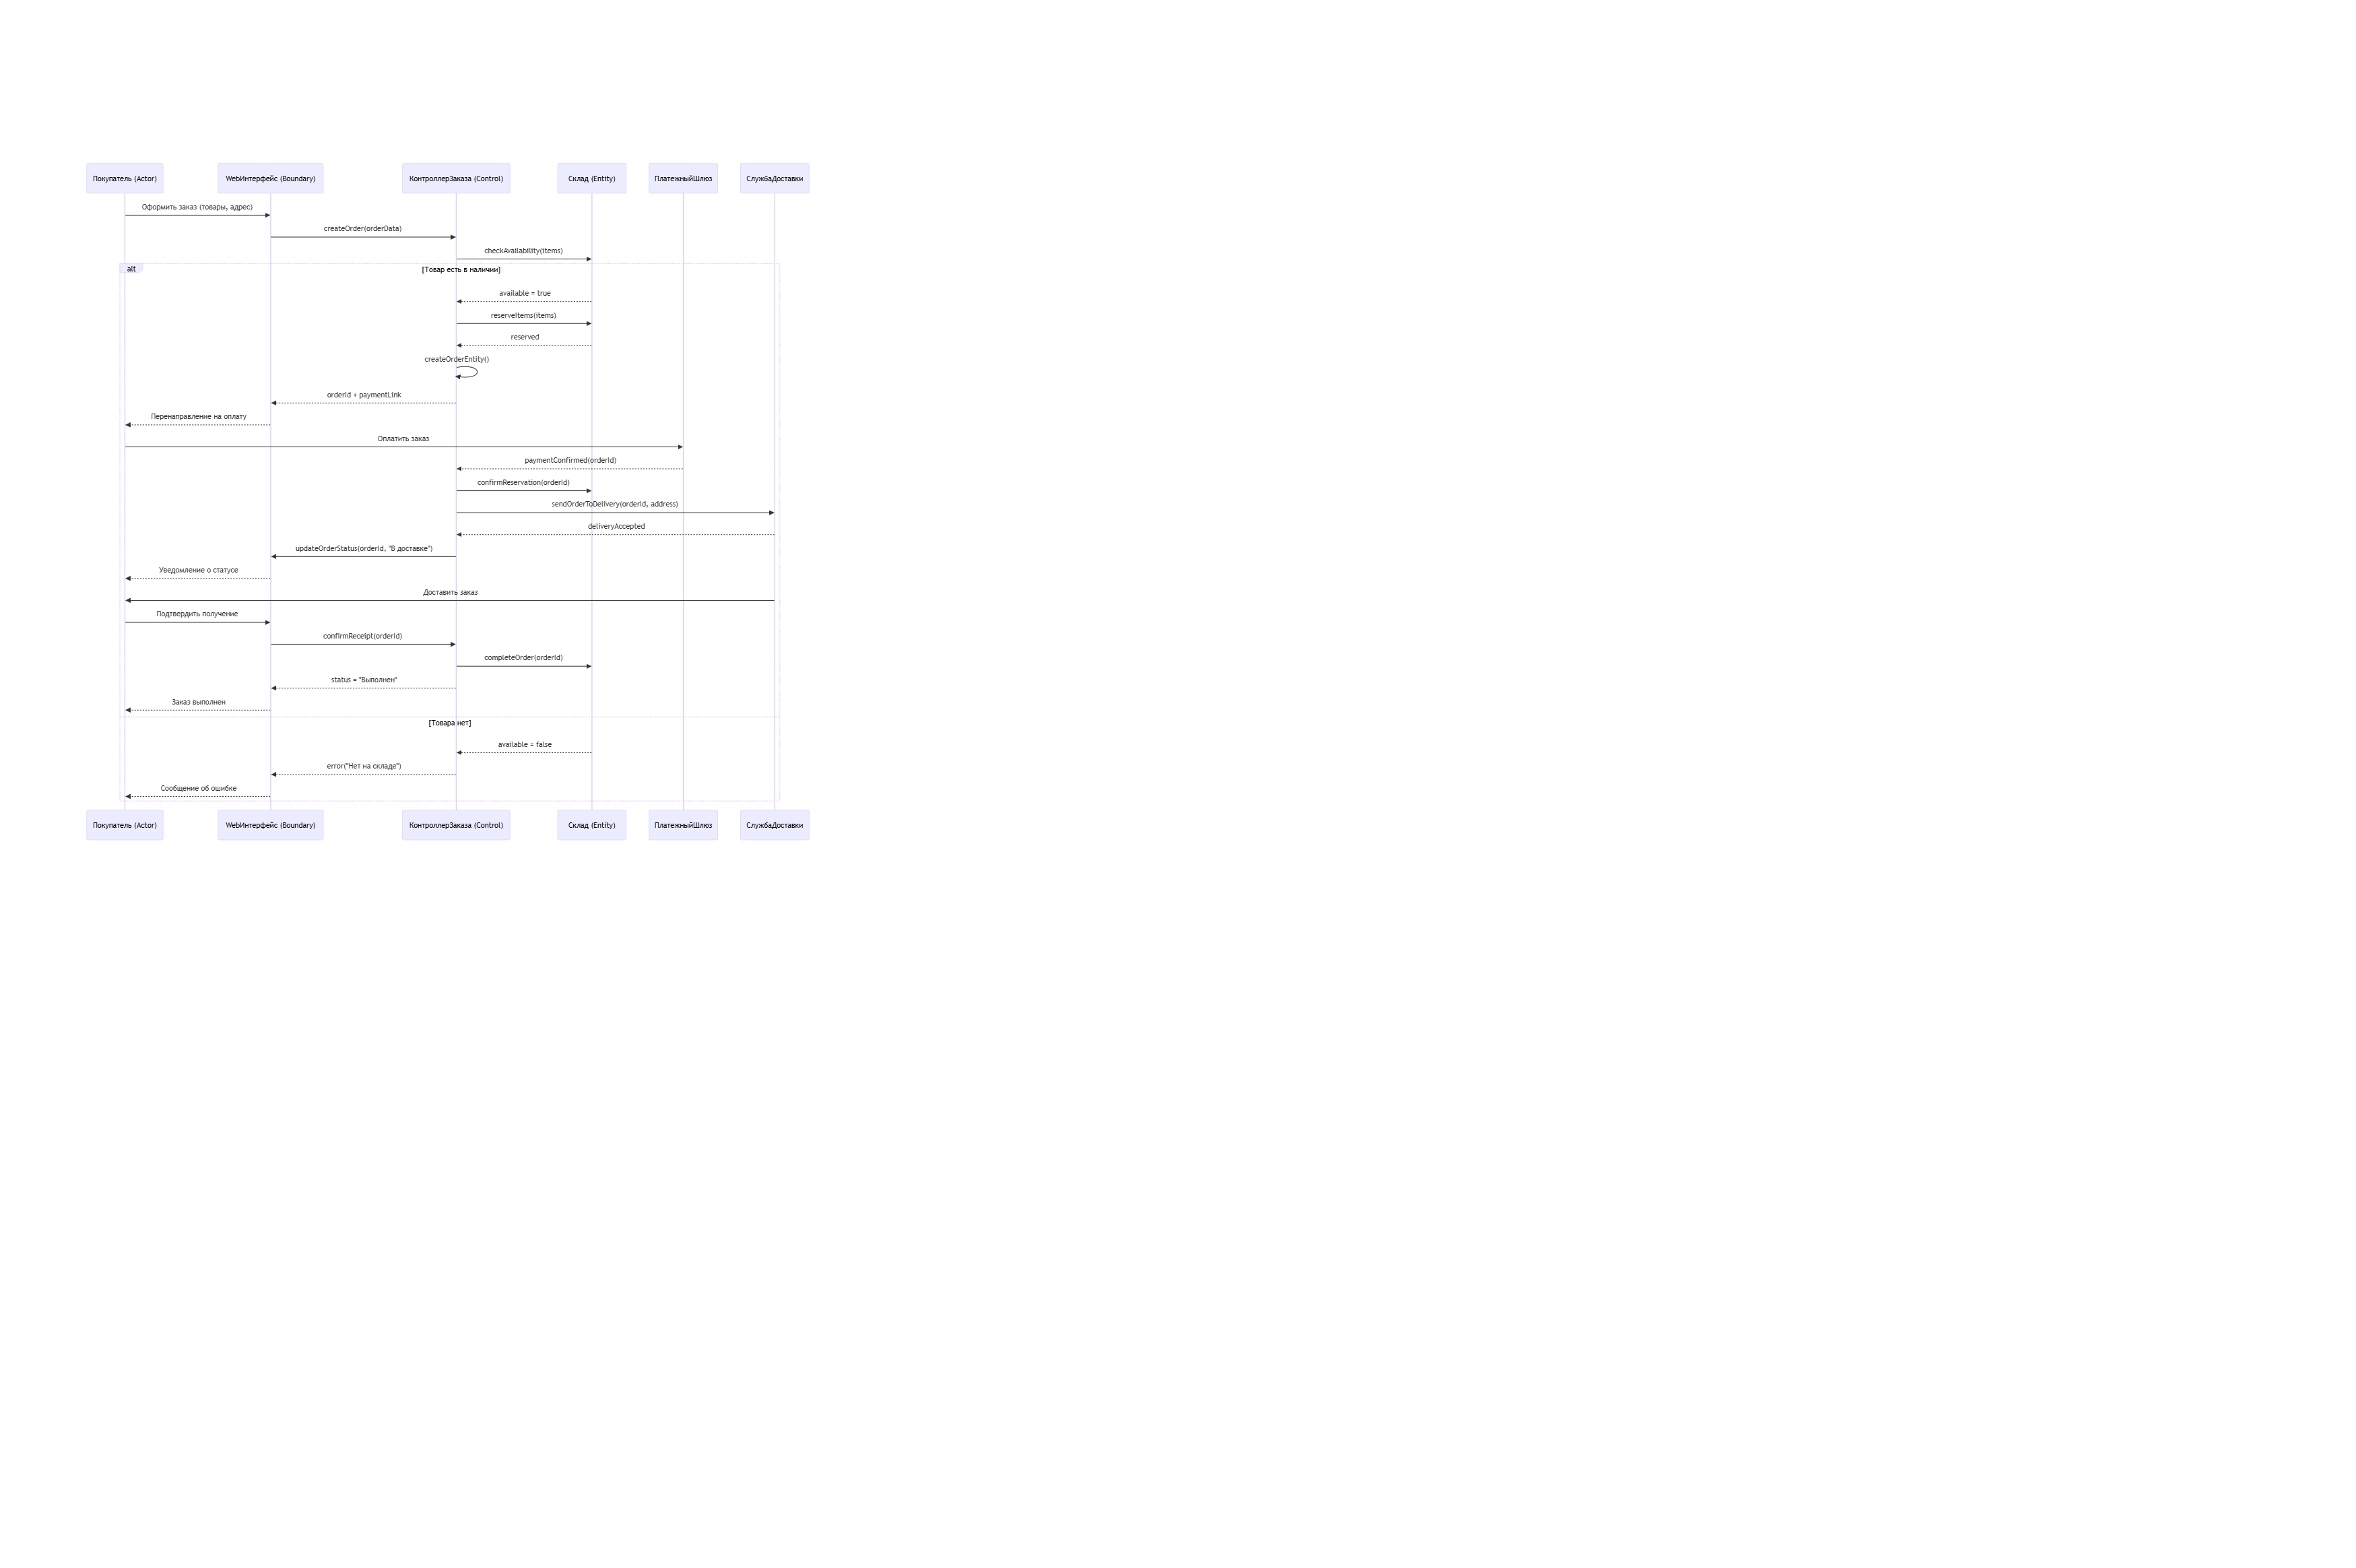 Покупатель (Actor)
WebИнтерфейс (Boundary)
КонтроллерЗаказа (Control)
Склад (Entity)
ПлатежныйШлюз
СлужбаДоставки
Оформить заказ (товары, адрес)
createOrder(orderData)
checkAvailability(items)
alt
[Товар есть в наличии]
available = true
reserveItems(items)
reserved
createOrderEntity()
orderId + paymentLink
Перенаправление на оплату
Оплатить заказ
paymentConfirmed(orderId)
confirmReservation(orderId)
sendOrderToDelivery(orderId, address)
deliveryAccepted
updateOrderStatus(orderId, "В доставке")
Уведомление о статусе
Доставить заказ
Подтвердить получение
confirmReceipt(orderId)
completeOrder(orderId)
status = "Выполнен"
Заказ выполнен
[Товара нет]
available = false
error("Нет на складе")
Сообщение об ошибке
Покупатель (Actor)
WebИнтерфейс (Boundary)
КонтроллерЗаказа (Control)
Склад (Entity)
ПлатежныйШлюз
СлужбаДоставки